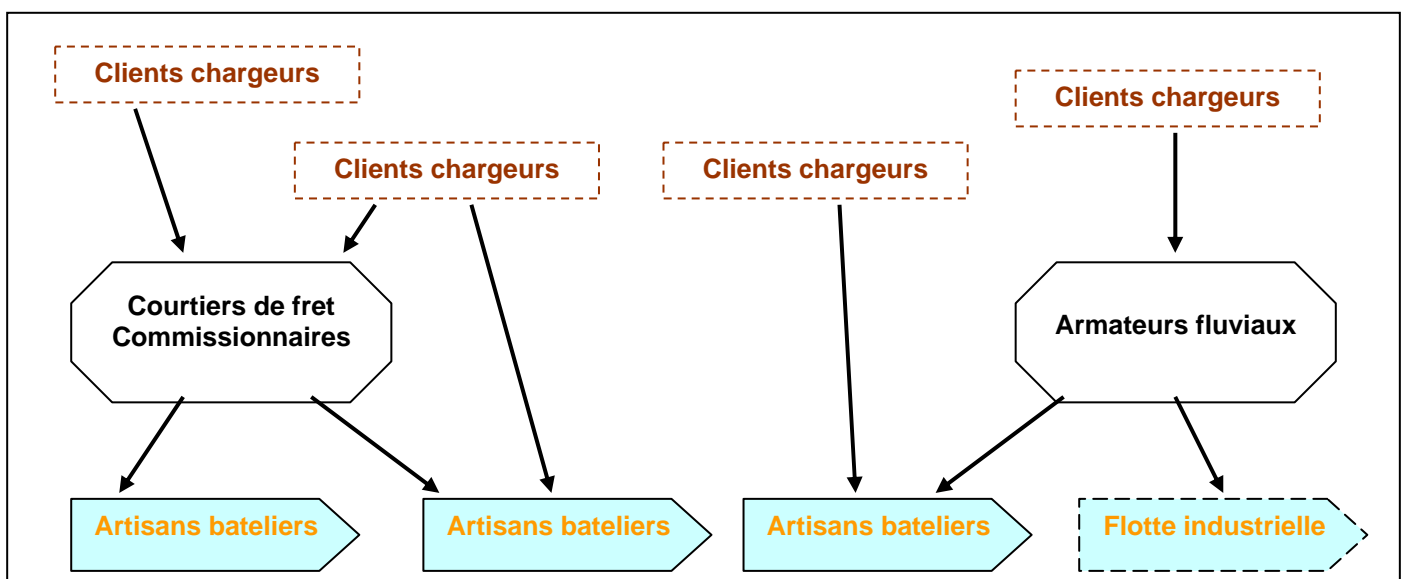 Clients chargeurs
Clients chargeurs
Clients chargeurs
Clients chargeurs
Courtiers de fret
Commissionnaires
Armateurs fluviaux
Artisans bateliers
Artisans bateliers
Artisans bateliers
Flotte industrielle